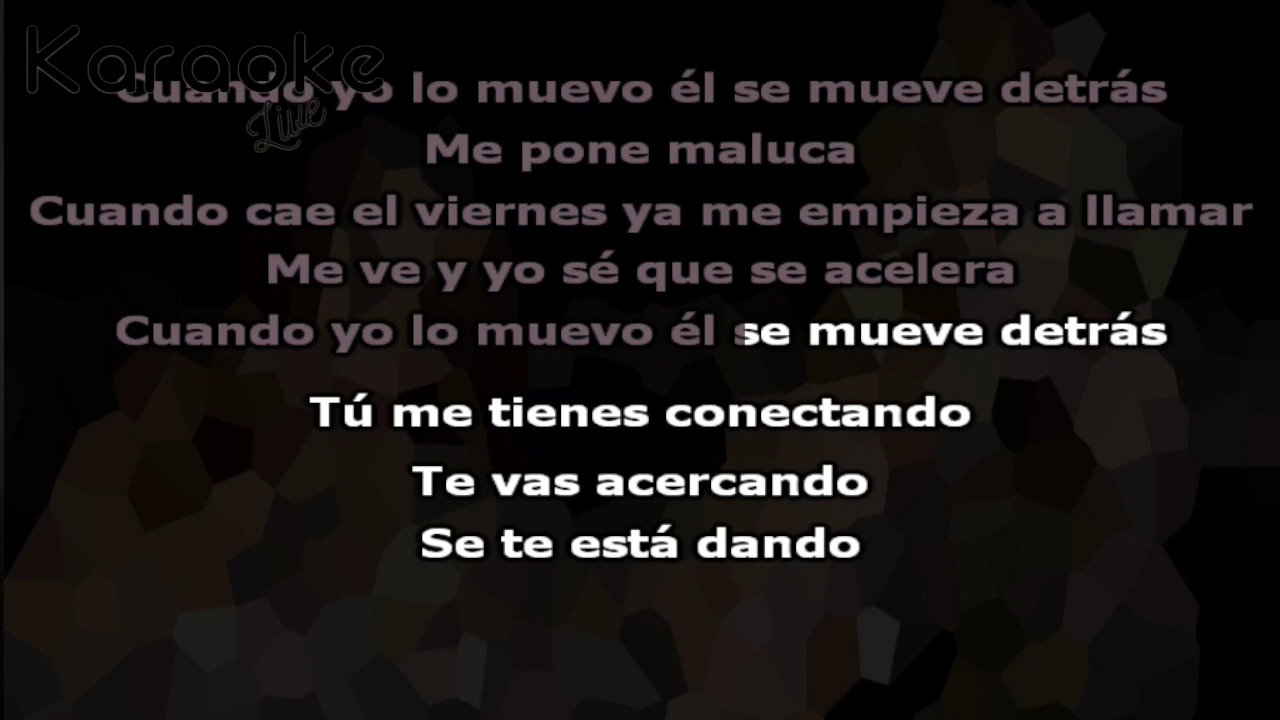 Karaoke
Live
Cuando yo lo muevo él se mueve detrás
Me pone maluca
Cuando cae el viernes ya me empieza a llamar
Me ve y yo sé que se acelera
Cuando yo lo muevo él se mueve detrás
Tú me tienes conectando
Te vas acercando
Se te está dando